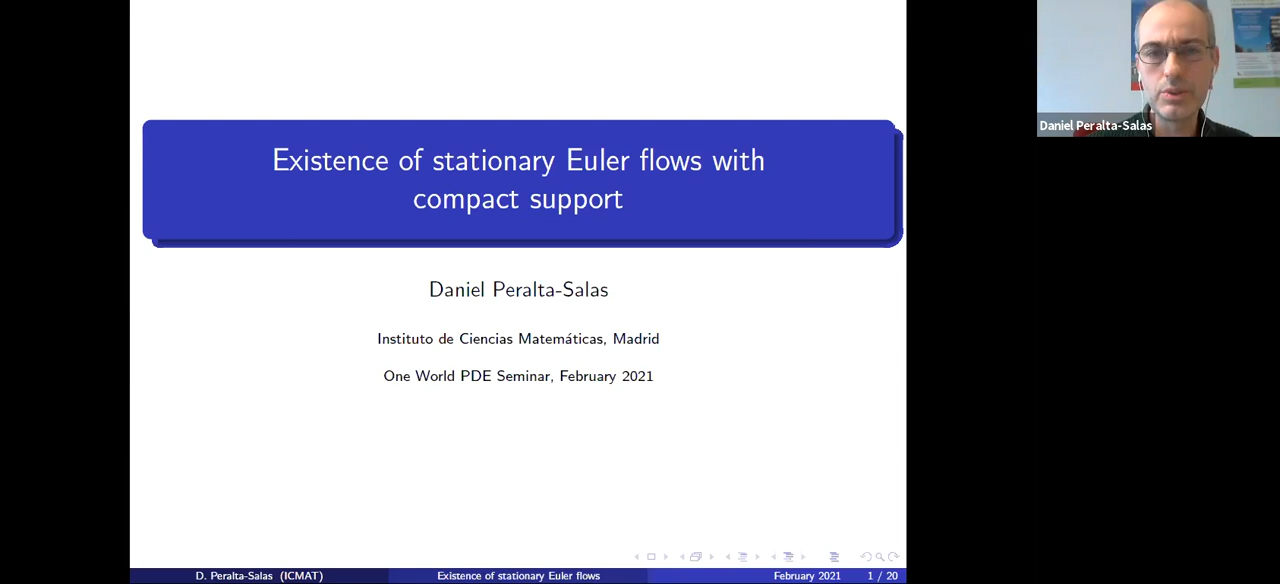 Existence of stationary Euler flows with
compact support
Daniel Peralta-Salas
Instituto de Ciencias Matemáticas, Madrid
One World PDE Seminar, February 2021
D. Peralta-Salas (ICMAT) Existence of stationary Euler flows February 2021 1 / 20
Daniel Peralta-Salas